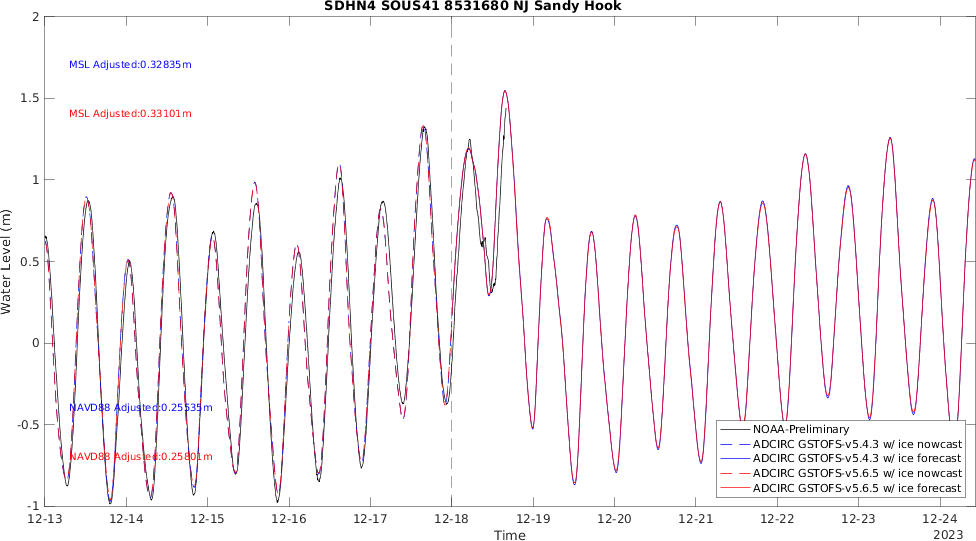 SDHN4 SOUS41 8531680 NJ Sandy Hook
2
MSL Adjusted:0.32835m
1.5
MSL Adjusted:0.33101m
1
Water Level (m)
0.5
0
NAVD88 Adjusted:0.25535m
-0.5
NOAA-Preliminary
ADCIRC GSTOFS-v5.4.3 w/ ice nowcast
NAVD88 Adjusted:0.25801m
ADCIRC GSTOFS-v5.4.3 w/ ice forecast
ADCIRC GSTOFS-v5.6.5 w/ ice nowcast
ADCIRC GSTOFS-v5.6.5 w/ ice forecast
-1
12-13 12-14 12-15 12-16 12-17 12-18 12-19 12-20 12-21 12-22 12-23 12-24
Time
2023